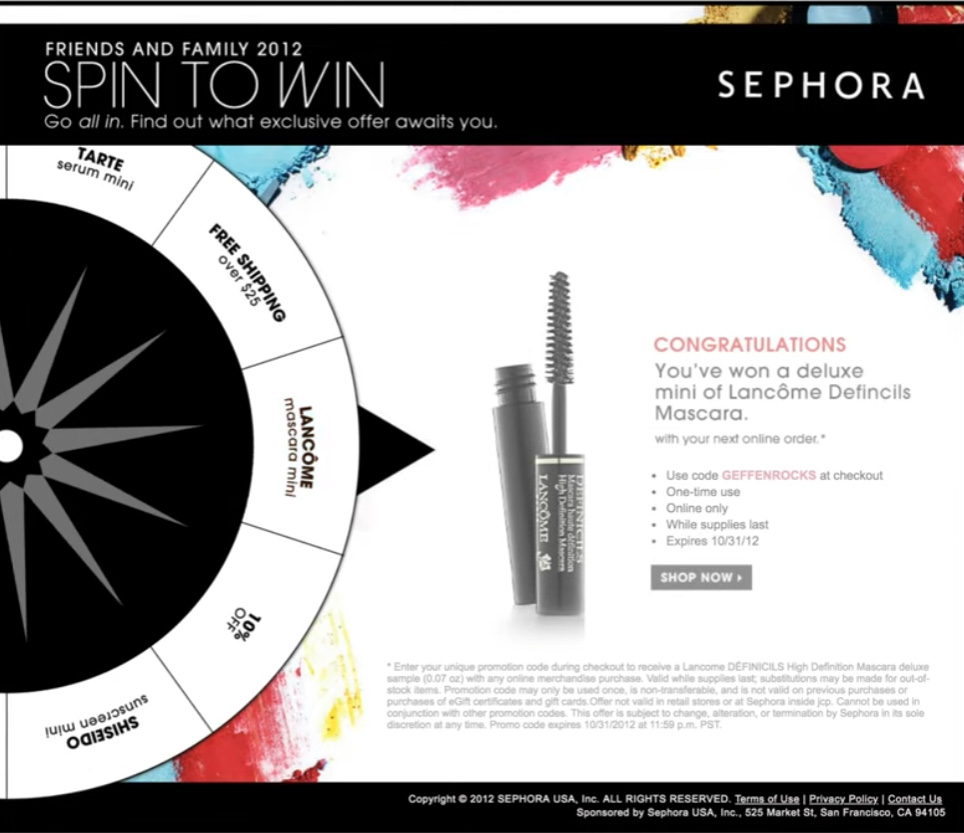 FRIENDS AND FAMILY 2012
SPIN TO WIN
Go all in. Find out what exclusive offer awaits you.
SEPHORA
TARTE
serum mini
FREE SHIPPING
over $25
LANCÔME
mascara mini
10%
OFF
SHISEIDO
sunscreen mini
DÉFINICILS
Mascara haute définition
High Definition Mascara
LANCÔME
CONGRATULATIONS
You've won a deluxe
mini of Lancôme Defincils
Mascara.
with your next online order.*
• Use code GEFFENROCKS at checkout
• One-time use
• Online only
• While supplies last
• Expires 10/31/12
SHOP NOW
* Enter your unique promotion code during checkout to receive a Lancome DÉFINICILS High Definition Mascara deluxe
sample (0.07 oz) with any online merchandise purchase. Valid while supplies last; substitutions may be made for out-of-
stock items. Promotion code may only be used once, is non-transferable, and is not valid on previous purchases or
purchases of eGift certificates and gift cards.Offer not valid in retail stores or at Sephora inside jcp. Cannot be used in
conjunction with other promotion codes. This offer is subject to change, alteration, or termination by Sephora in its sole
discretion at any time. Promo code expires 10/31/2012 at 11:59 p.m. PST.
Copyright © 2012 SEPHORA USA, Inc. ALL RIGHTS RESERVED. Terms of Use | Privacy Policy | Contact Us
Sponsored by Sephora USA, Inc., 525 Market St, San Francisco, CA 94105